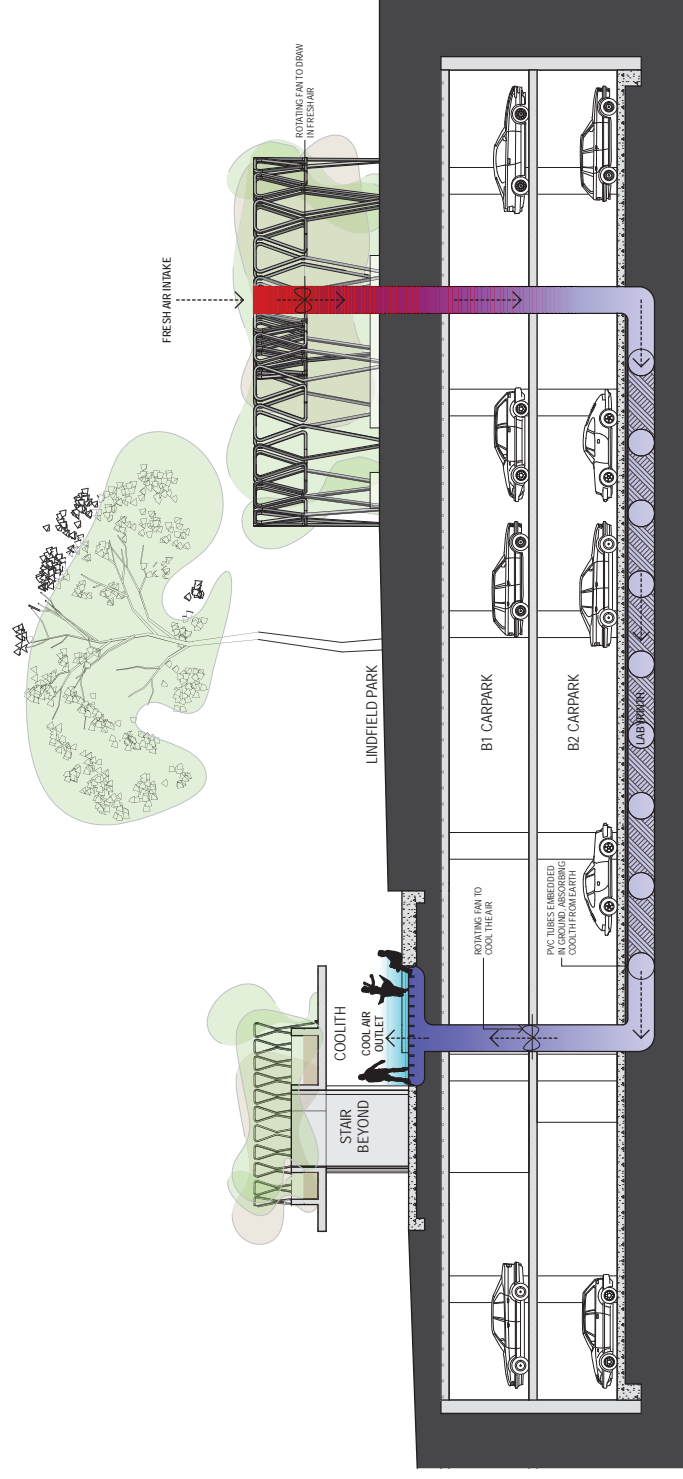 FRESH AIR INTAKE
ROTATING FAN TO DRAW
IN FRESH AIR
LINDFIELD PARK
COOLITH
COOL AIR
OUTLET
STAIR
BEYOND
B1 CARPARK
B2 CARPARK
ROTATING FAN TO
COOL THE AIR
PVC TUBES EMBEDDED
IN GROUND, ABSORBING
COOLTH FROM EARTH
LABYRINTH